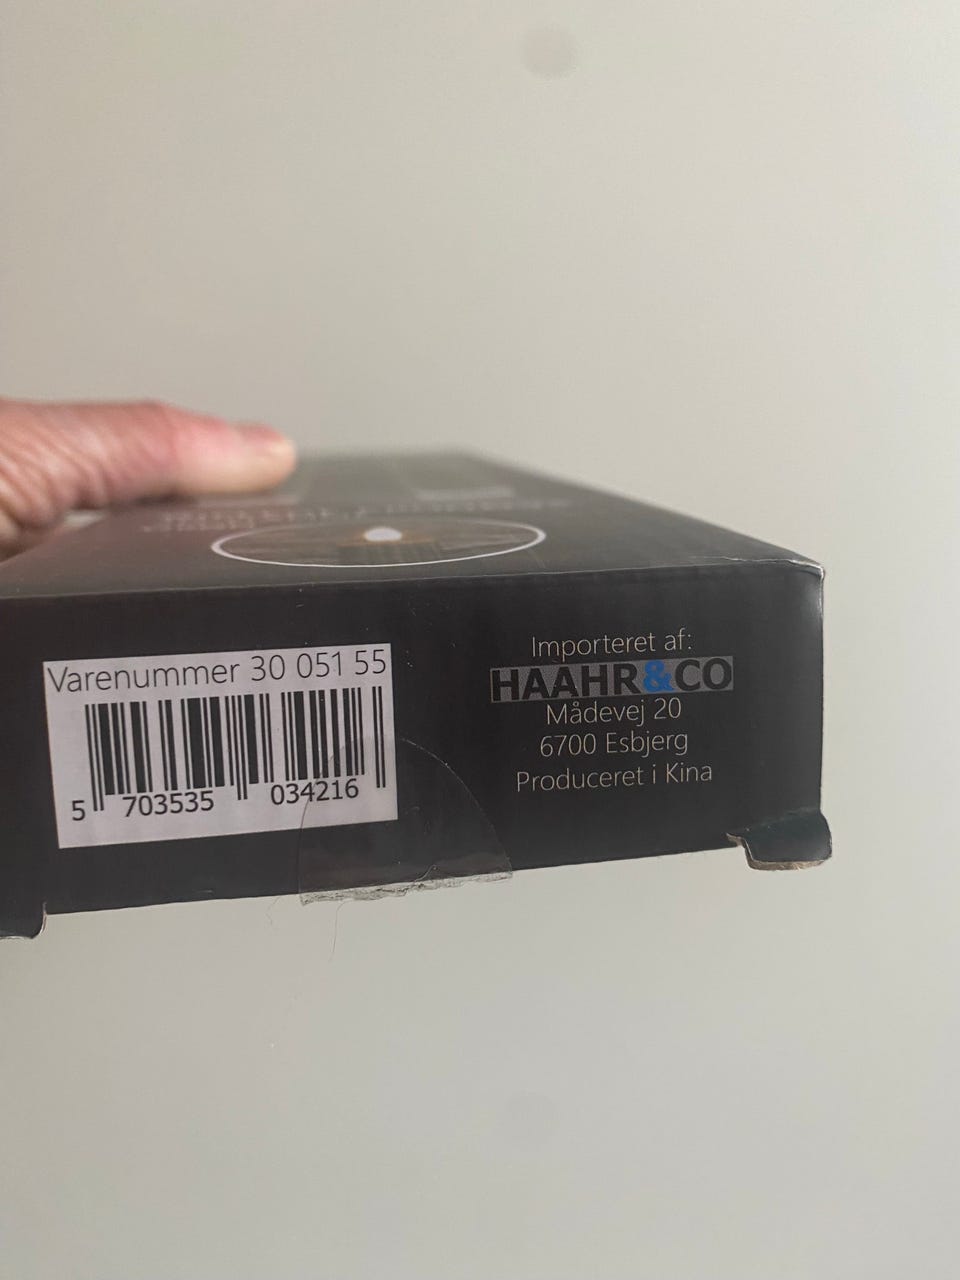 Varenummer 30 051 55
5 703535 034216
Importeret af:
HAAHR&CO
Mådevej 20
6700 Esbjerg
Produceret i Kina